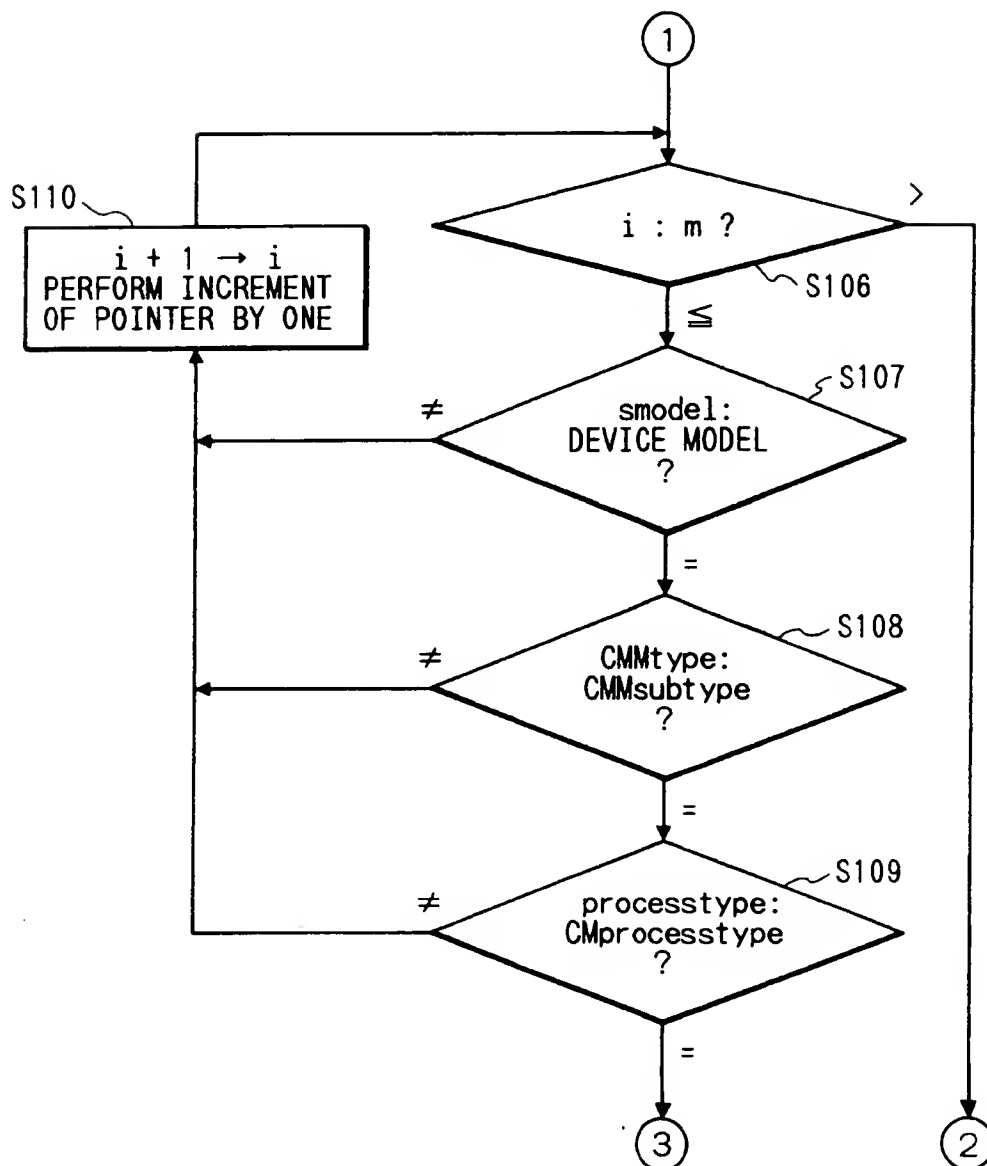 1
S110
i + 1 → i
PERFORM INCREMENT
OF POINTER BY ONE
>
i : m ?
S106
≦
S107
≠
smodel:
DEVICE MODEL
?
=
S108
≠
CMMtype:
CMMsubtype
?
=
S109
≠
processtype:
CMprocesstype
?
=
3
2